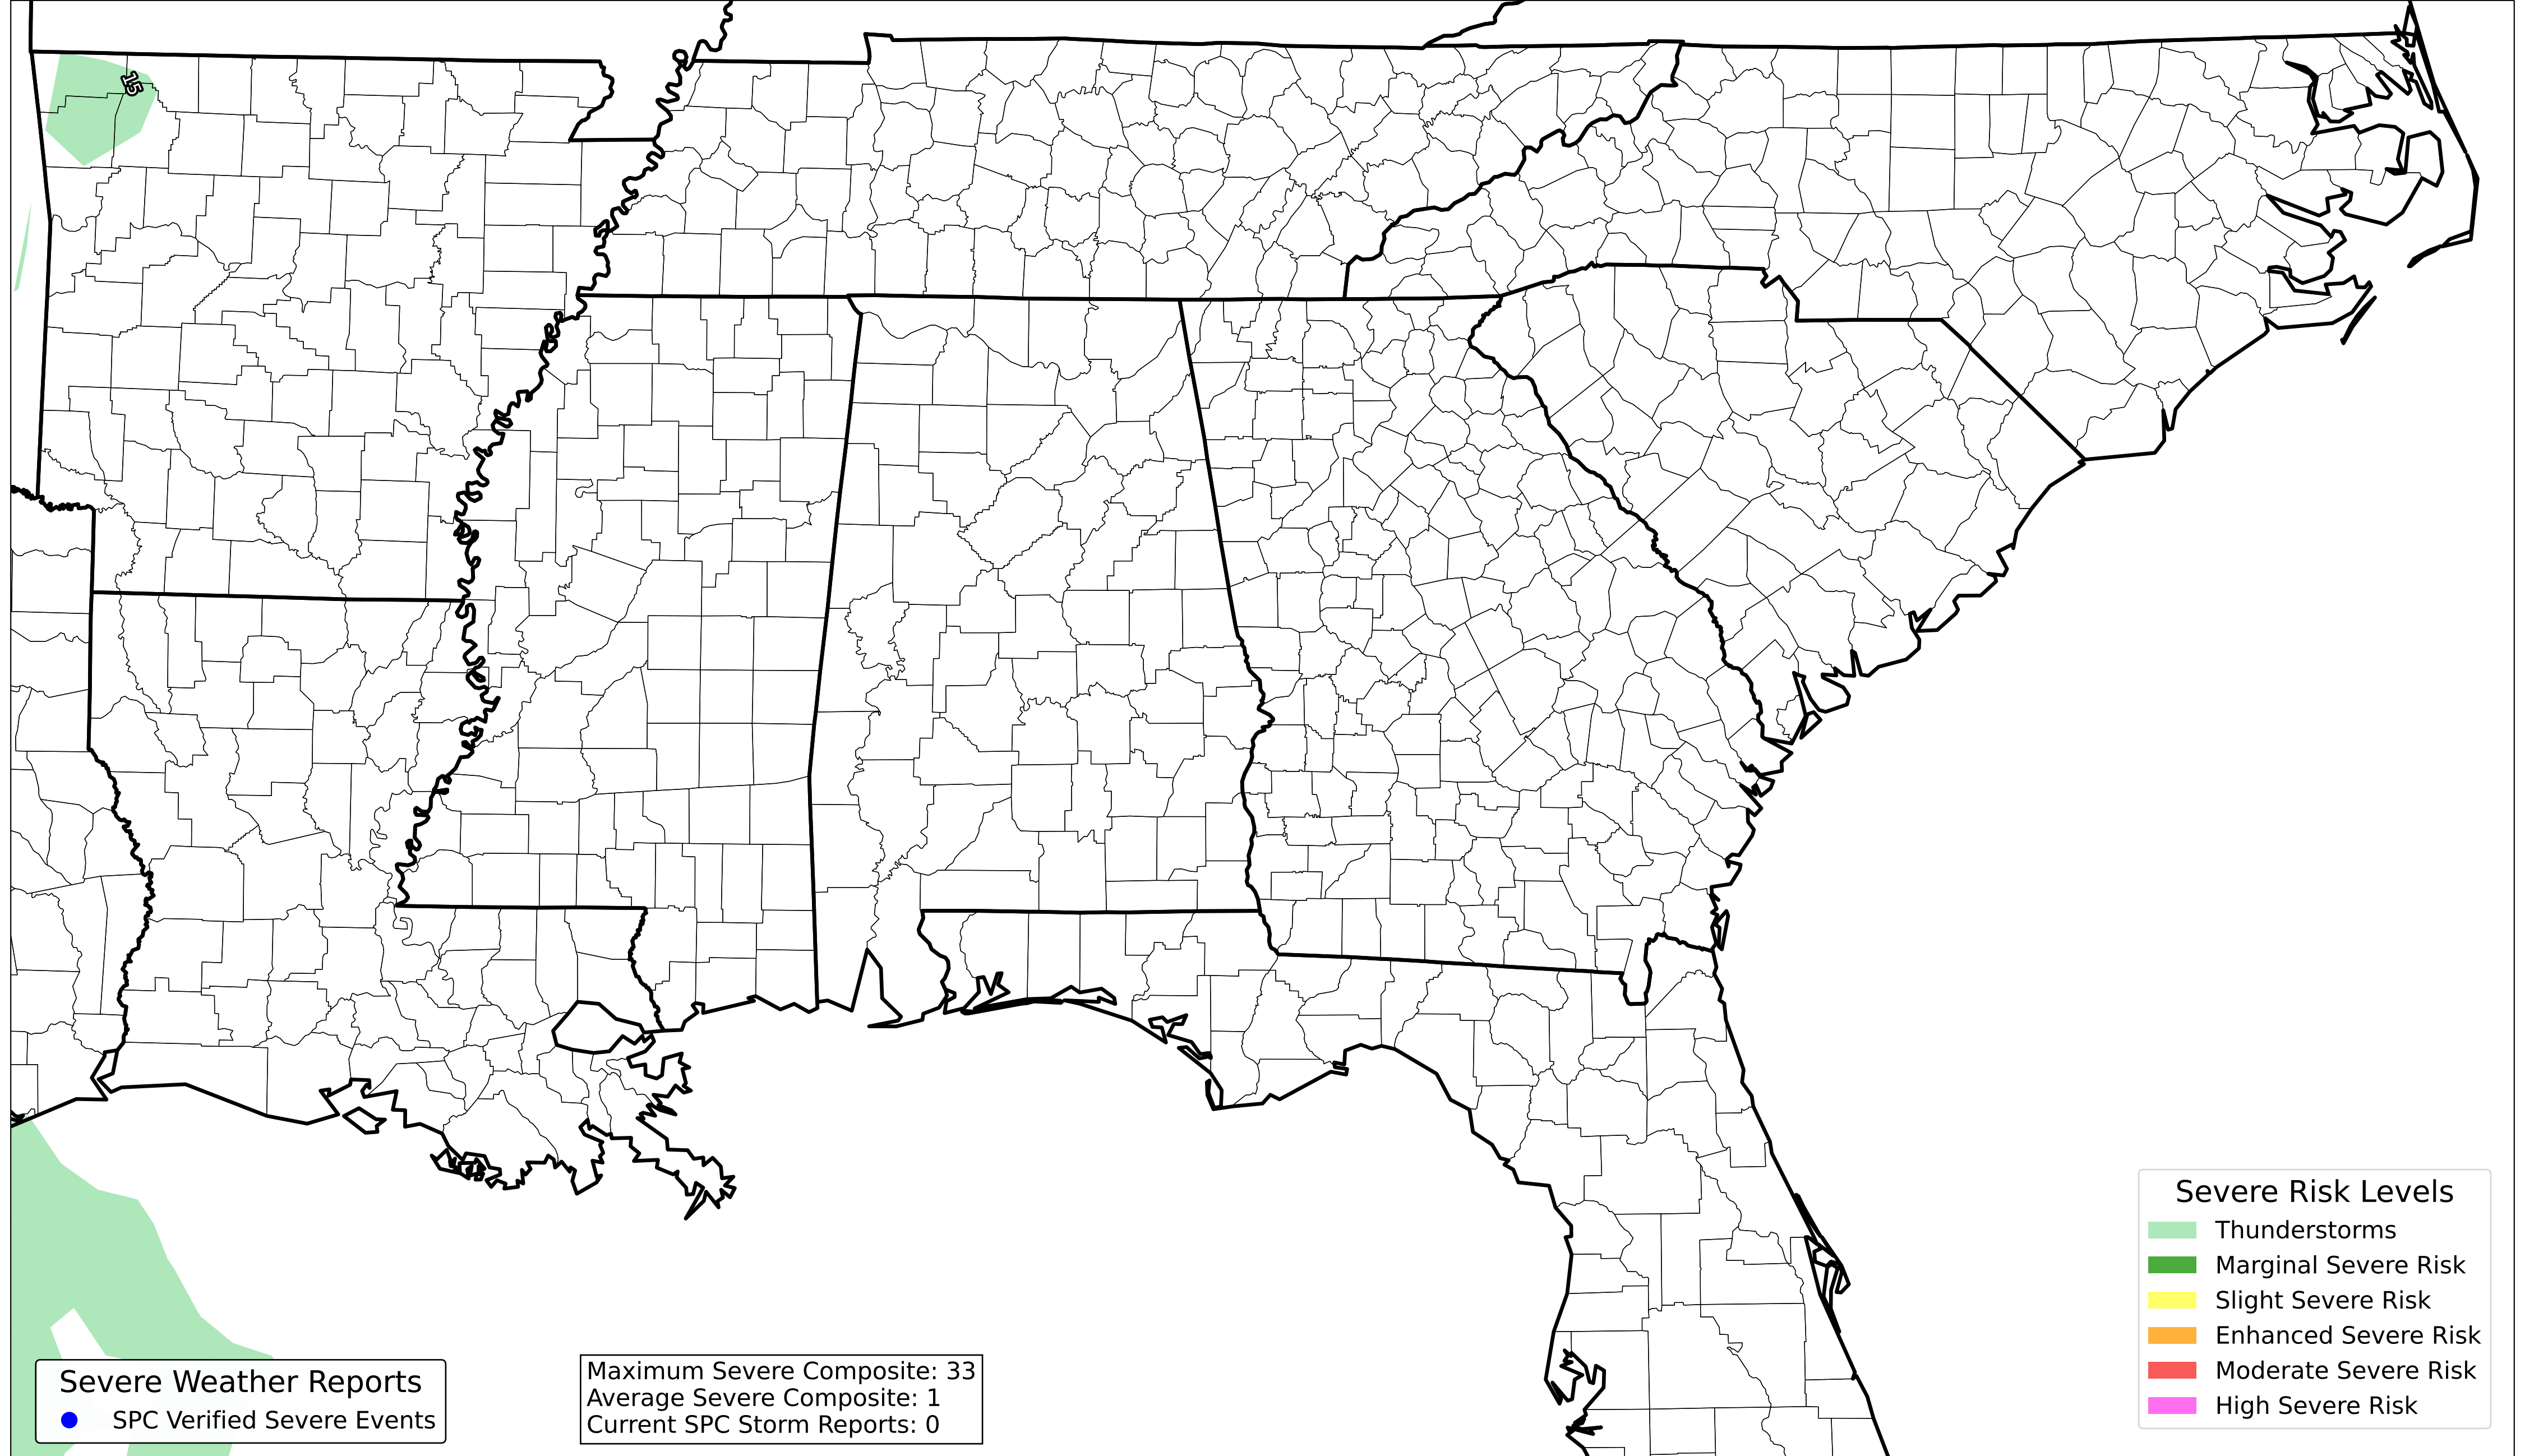 15
Severe Weather Reports
SPC Verified Severe Events
Maximum Severe Composite: 33
Average Severe Composite: 1
Current SPC Storm Reports: 0
Severe Risk Levels
Thunderstorms
Marginal Severe Risk
Slight Severe Risk
Enhanced Severe Risk
Moderate Severe Risk
High Severe Risk